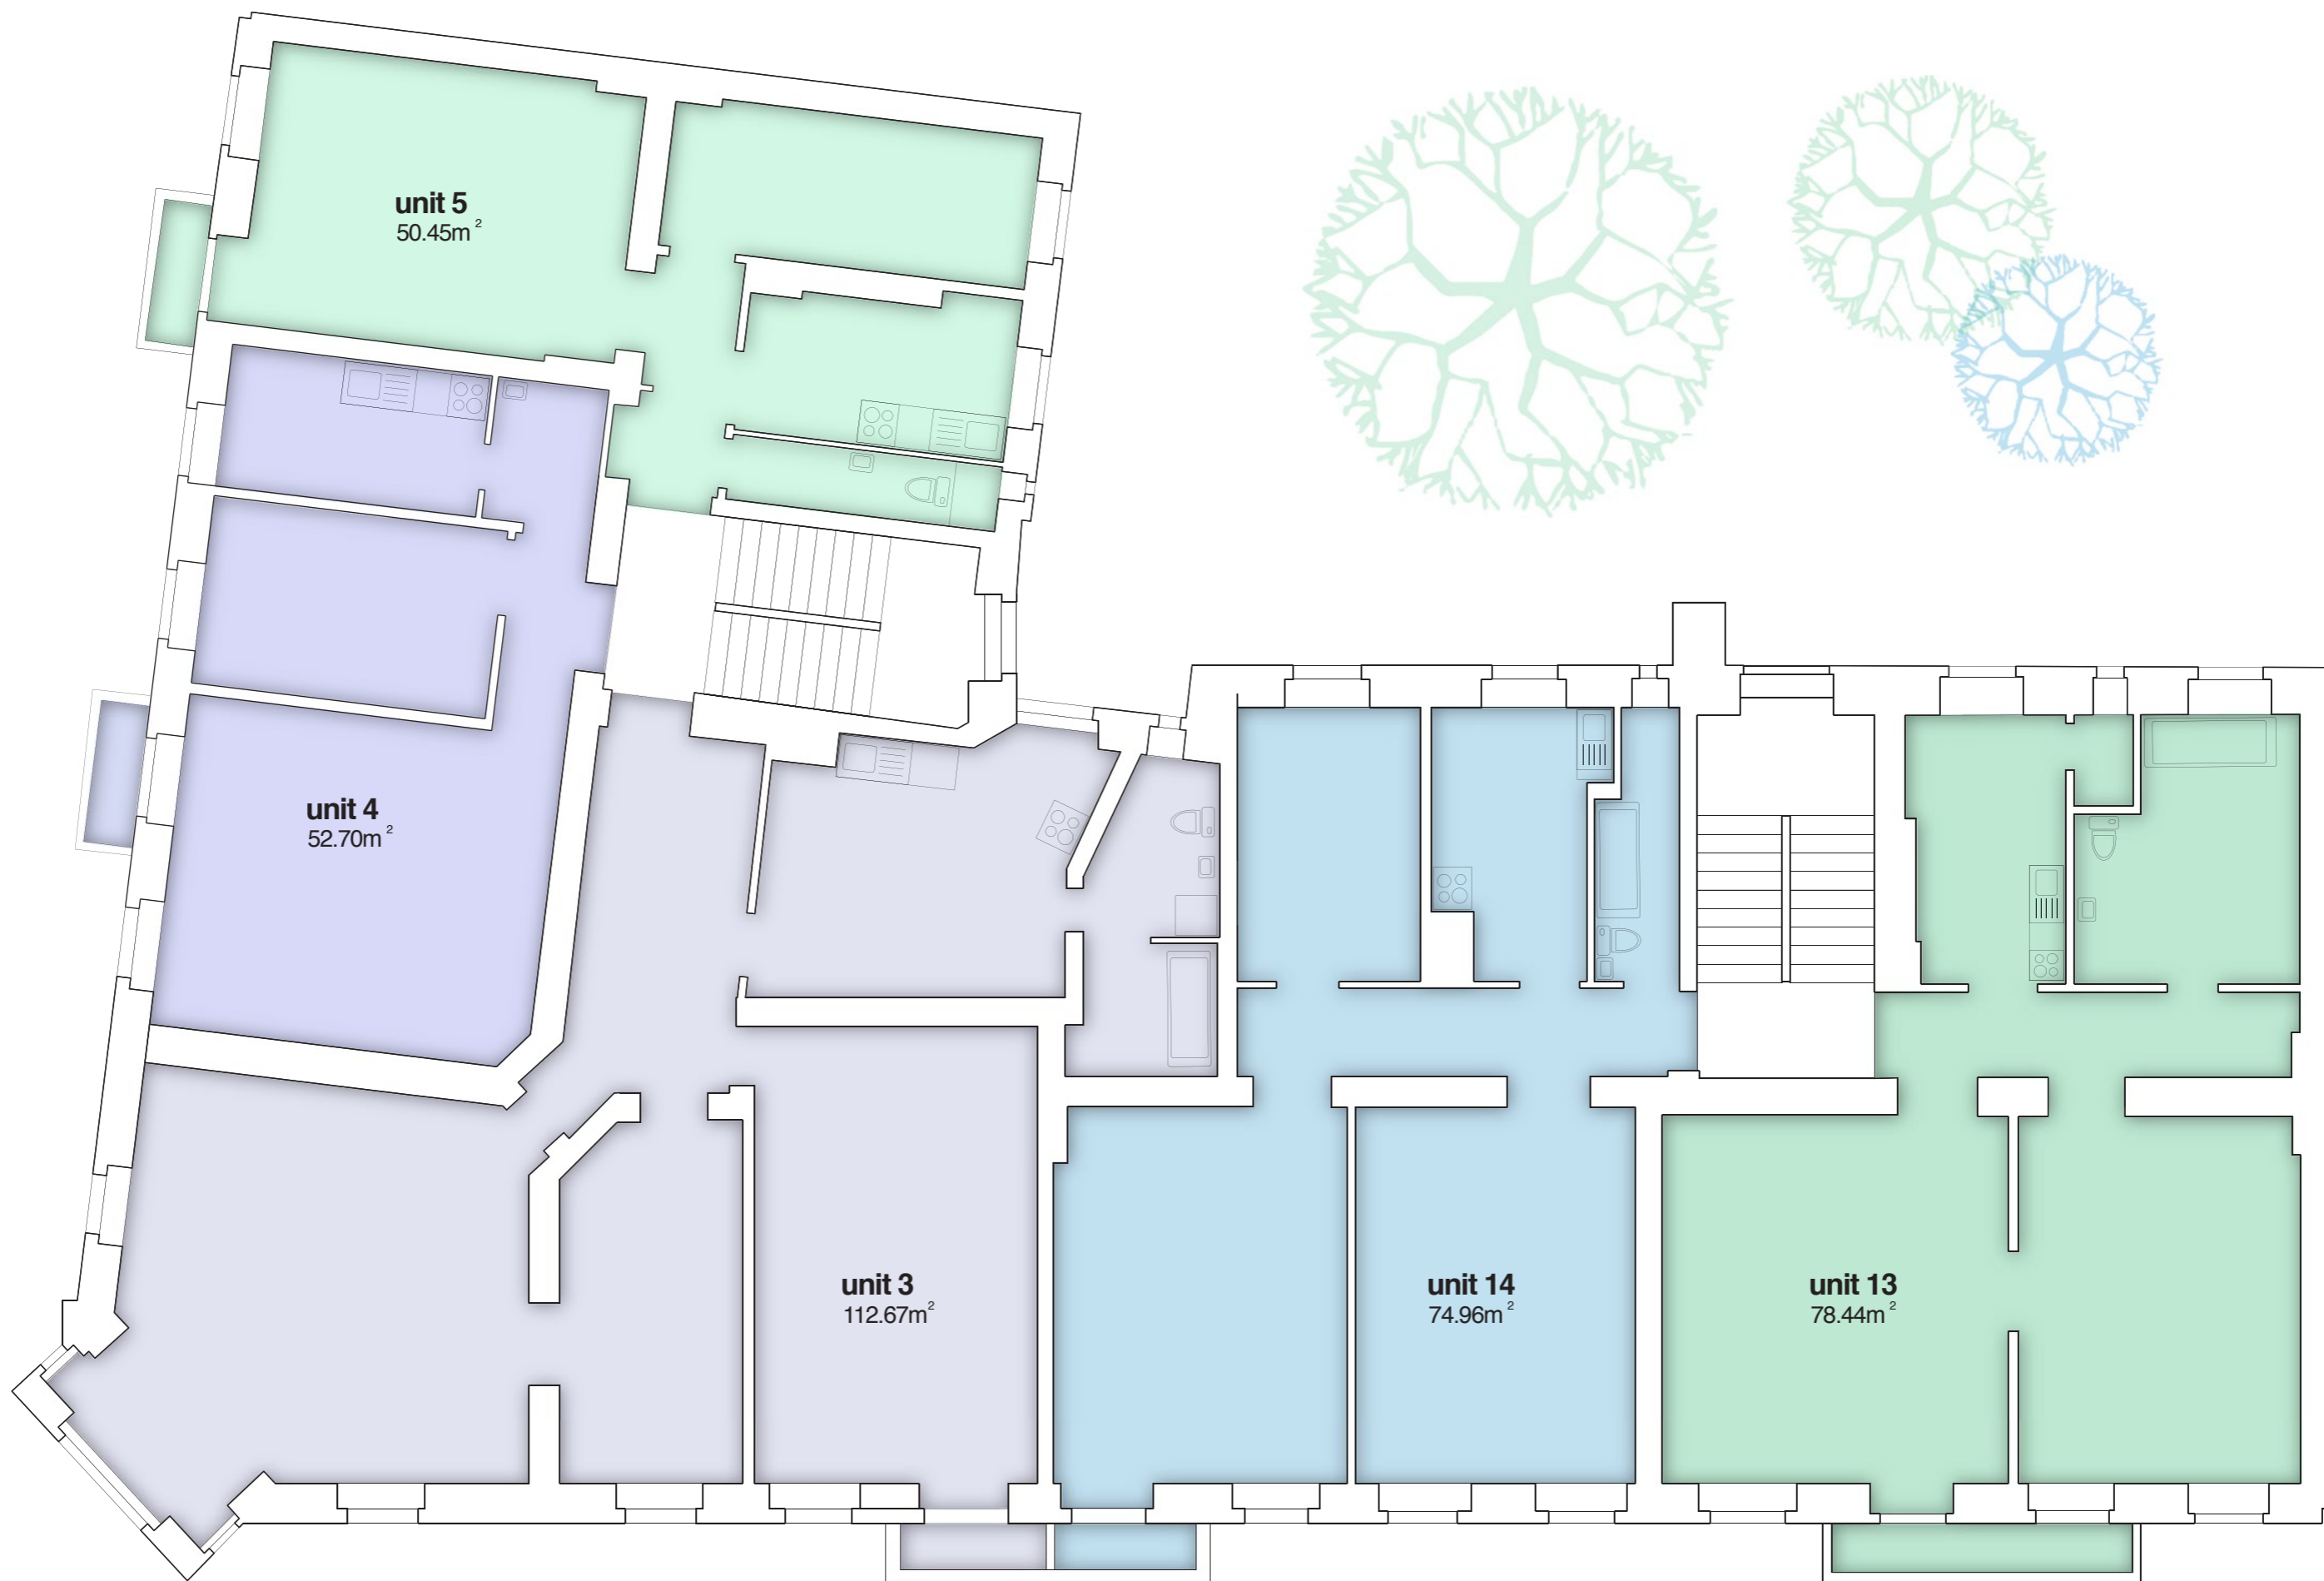 unit 5
50.45m²
unit 4
52.70m²
unit 3
112.67m²
unit 14
74.96m²
unit 13
78.44m²